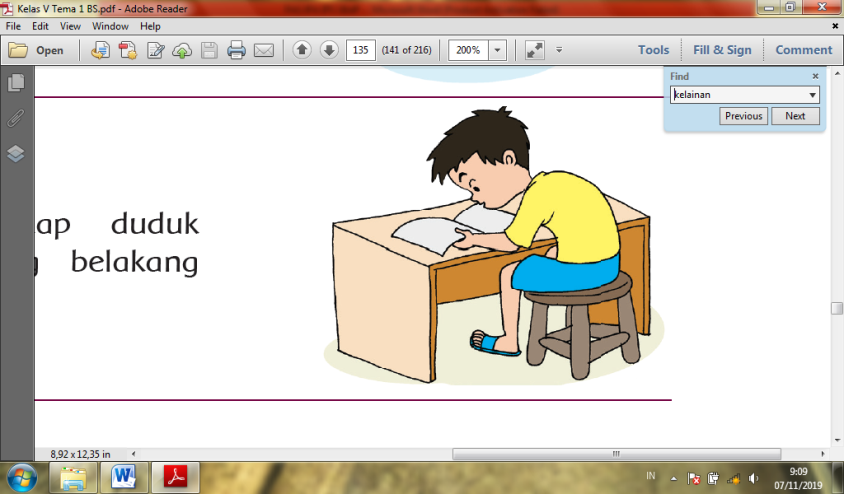 Kelas V Tema 1 BS.pdf - Adobe Reader
File Edit View Window Help
Open 135 (141 of 216) 200% Tools Fill & Sign Comment
Find
kelainan
Previous Next
ap duduk
belakang
8,92 x 12,35 in
IN 9:09
07/11/2019